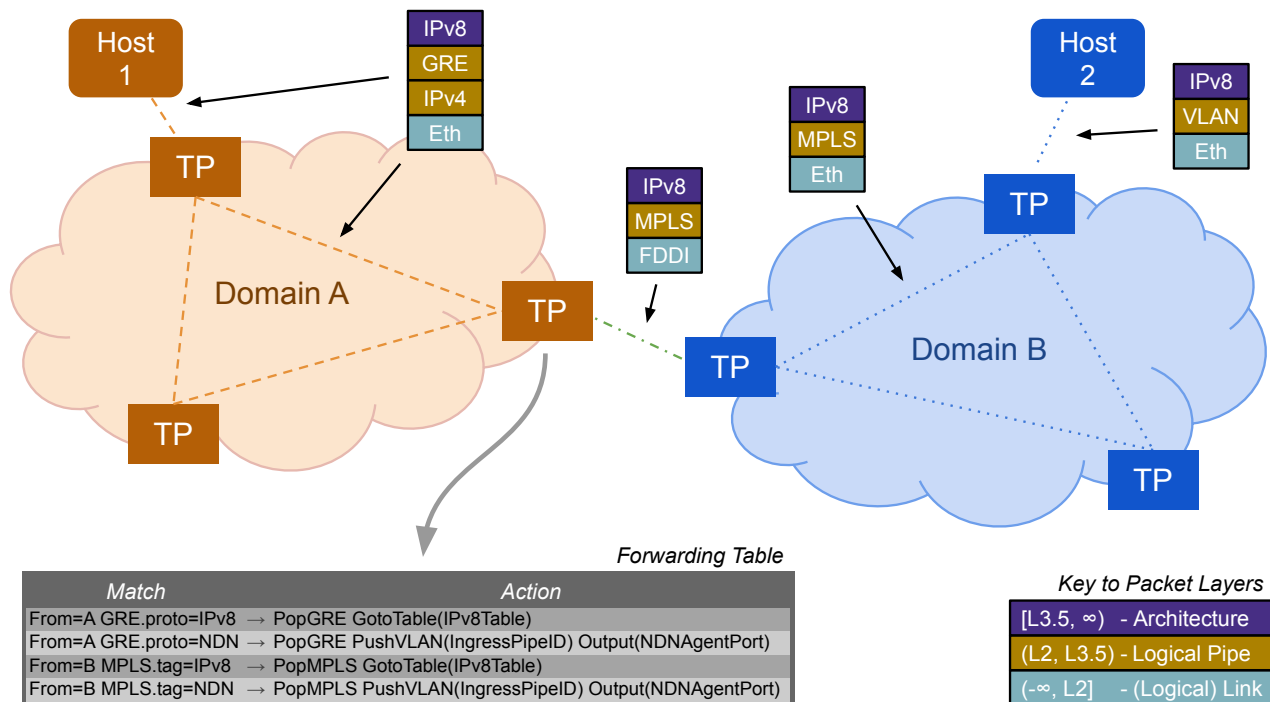 Host
1
IPv8
GRE
IPv4
Eth
TP
TP
TP
Domain A
IPv8
MPLS
FDDI
IPv8
MPLS
Eth
Host
2
IPv8
VLAN
Eth
TP
TP
TP
Domain B
Forwarding Table
Match Action
From=A GRE.proto=IPv8 → PopGRE GotoTable(IPv8Table)
From=A GRE.proto=NDN → PopGRE PushVLAN(IngressPipeID) Output(NDNAgentPort)
From=B MPLS.tag=IPv8 → PopMPLS GotoTable(IPv8Table)
From=B MPLS.tag=NDN → PopMPLS PushVLAN(IngressPipeID) Output(NDNAgentPort)
Key to Packet Layers
[L3.5, ∞) - Architecture
(L2, L3.5) - Logical Pipe
(-∞, L2] - (Logical) Link